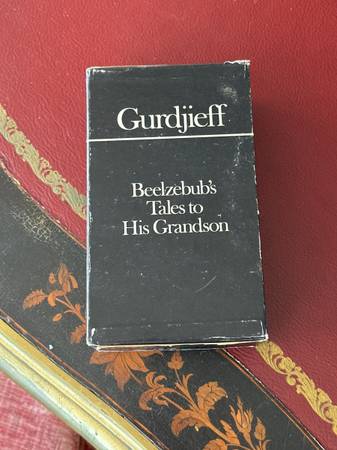 Gurdjieff
Beelzebub's
Tales to
His Grandson